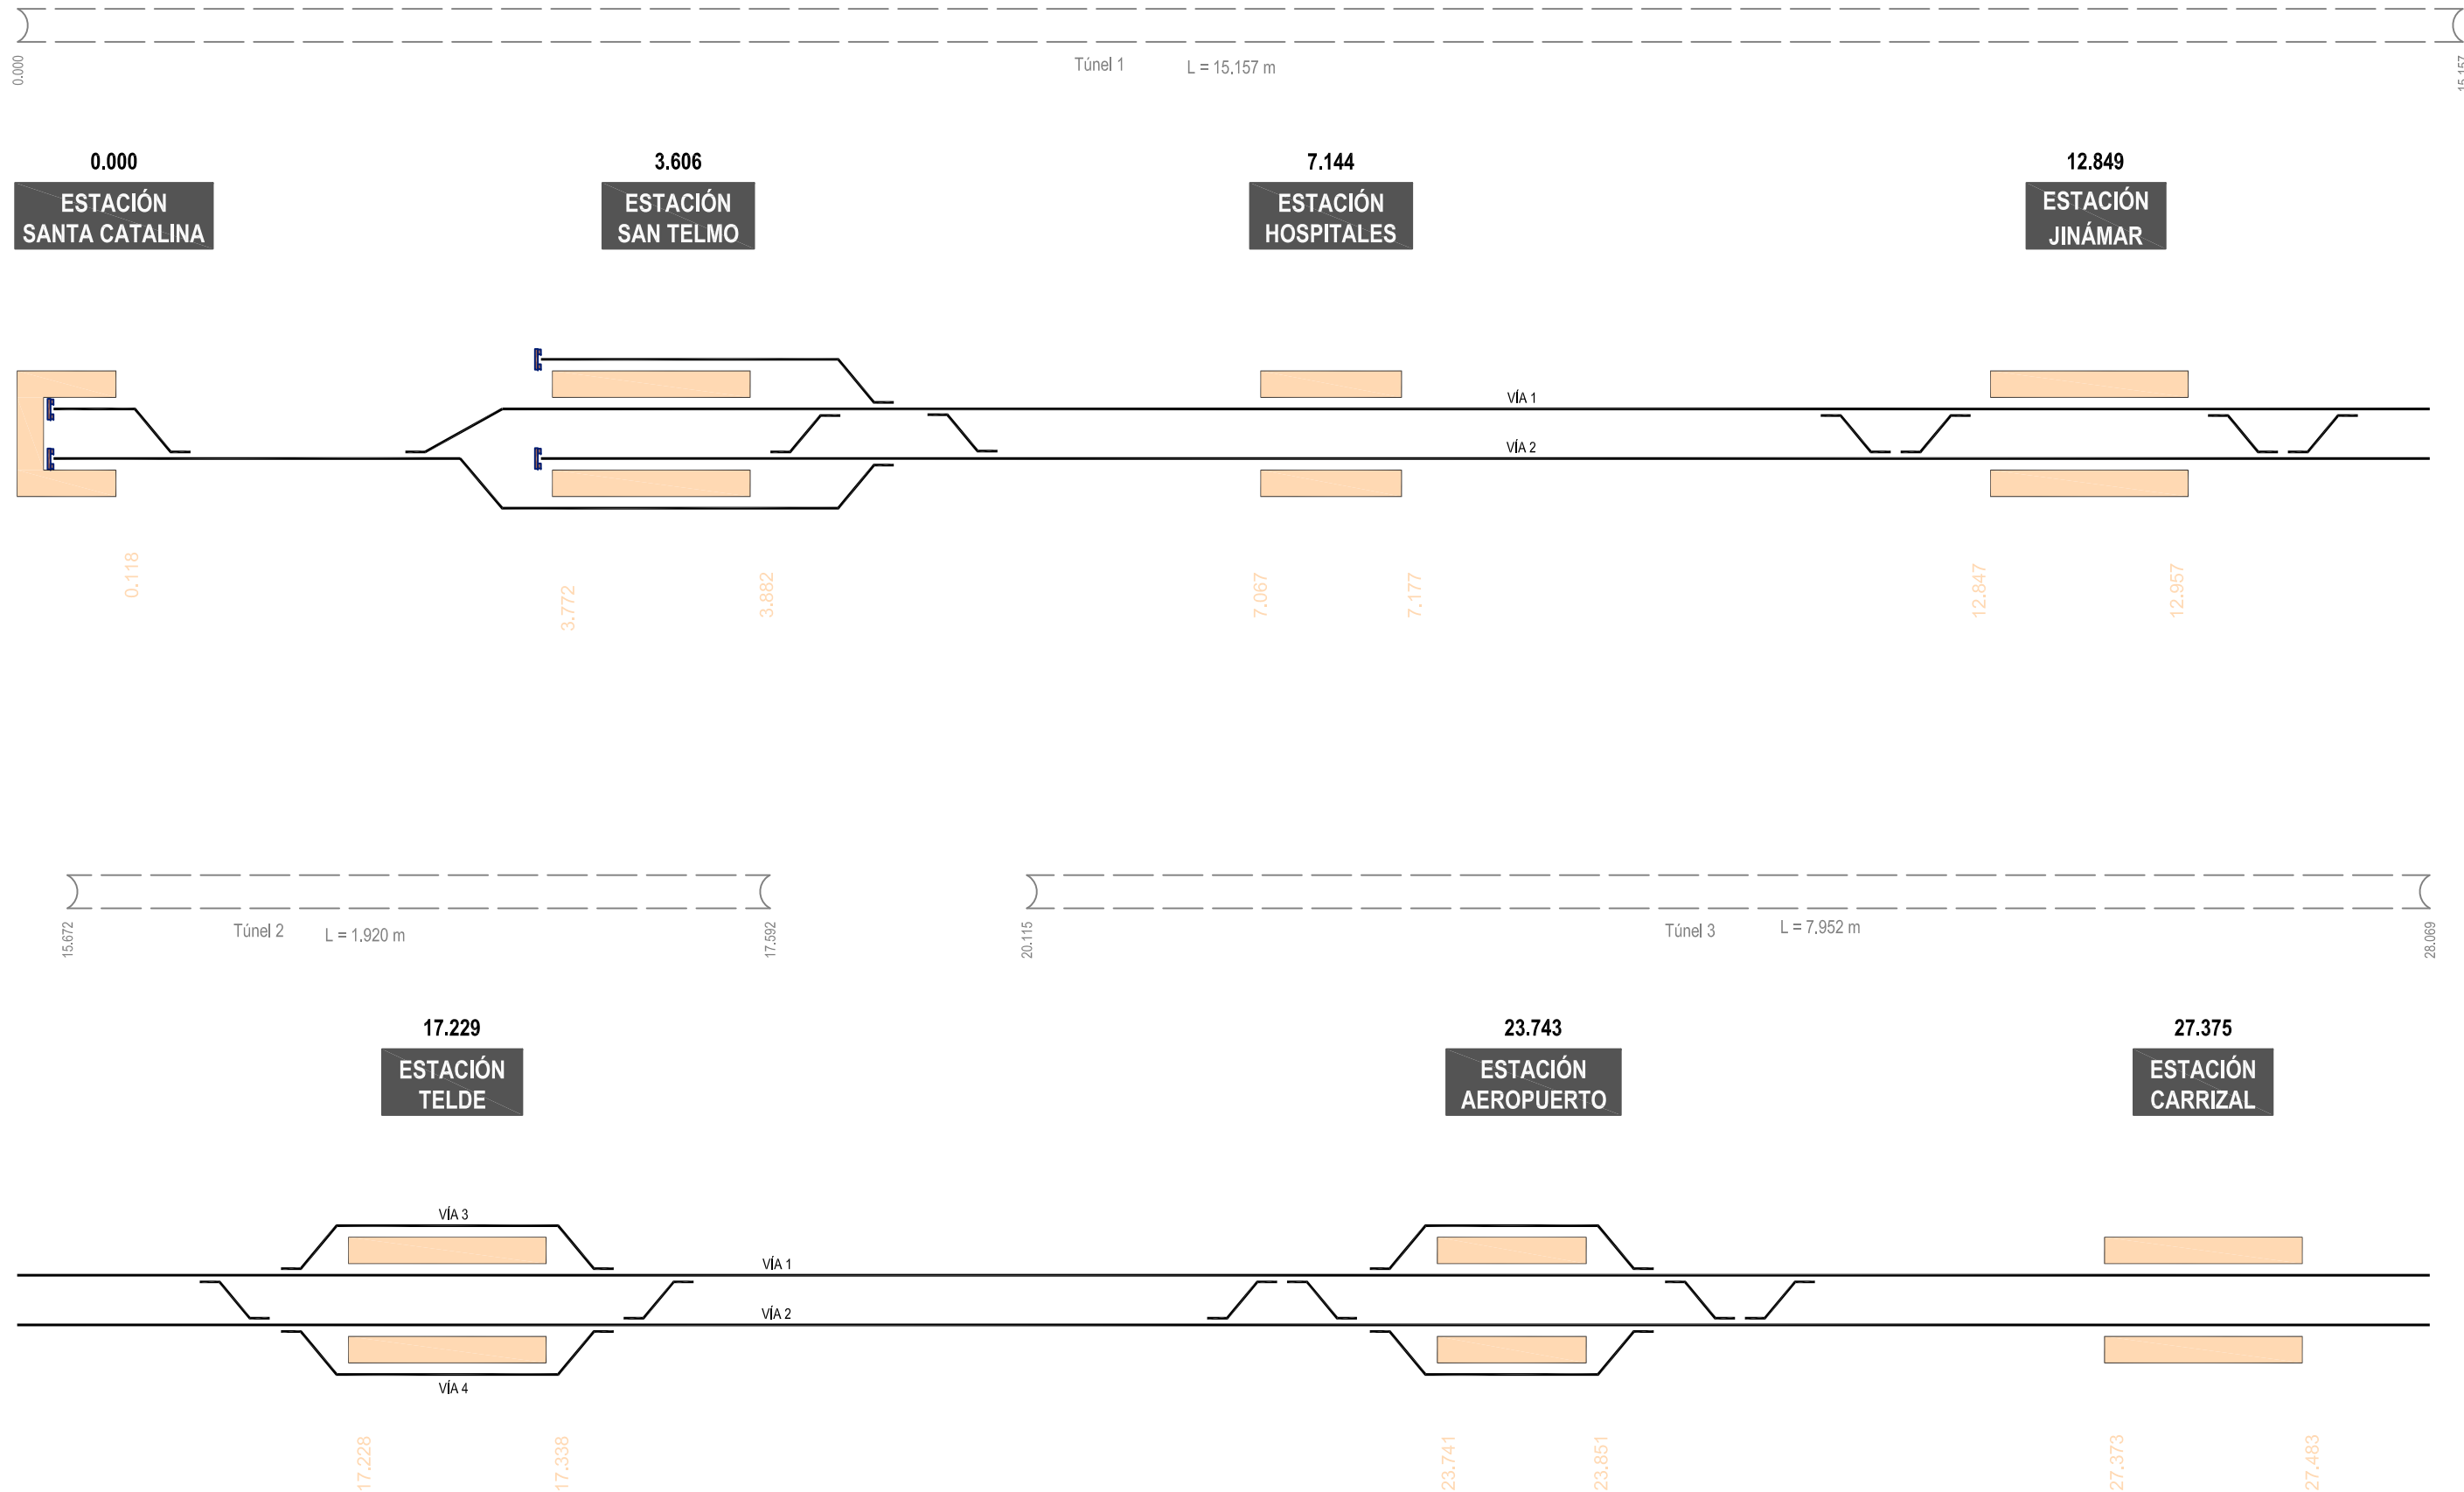 0.000
15.157
Túnel 1 L = 15.157 m
0.000
ESTACIÓN
SANTA CATALINA
3.606
ESTACIÓN
SAN TELMO
7.144
ESTACIÓN
HOSPITALES
12.849
ESTACIÓN
JINÁMAR
VÍA 1
VÍA 2
0.118
3.772
3.882
7.067
7.177
12.847
12.957
15.672
Túnel 2 L = 1.920 m
17.592
20.115
Túnel 3 L = 7.952 m
28.069
17.229
ESTACIÓN
TELDE
23.743
ESTACIÓN
AEROPUERTO
27.375
ESTACIÓN
CARRIZAL
VÍA 3
VÍA 1
VÍA 2
VÍA 4
17.228
17.338
23.741
23.851
27.373
27.483